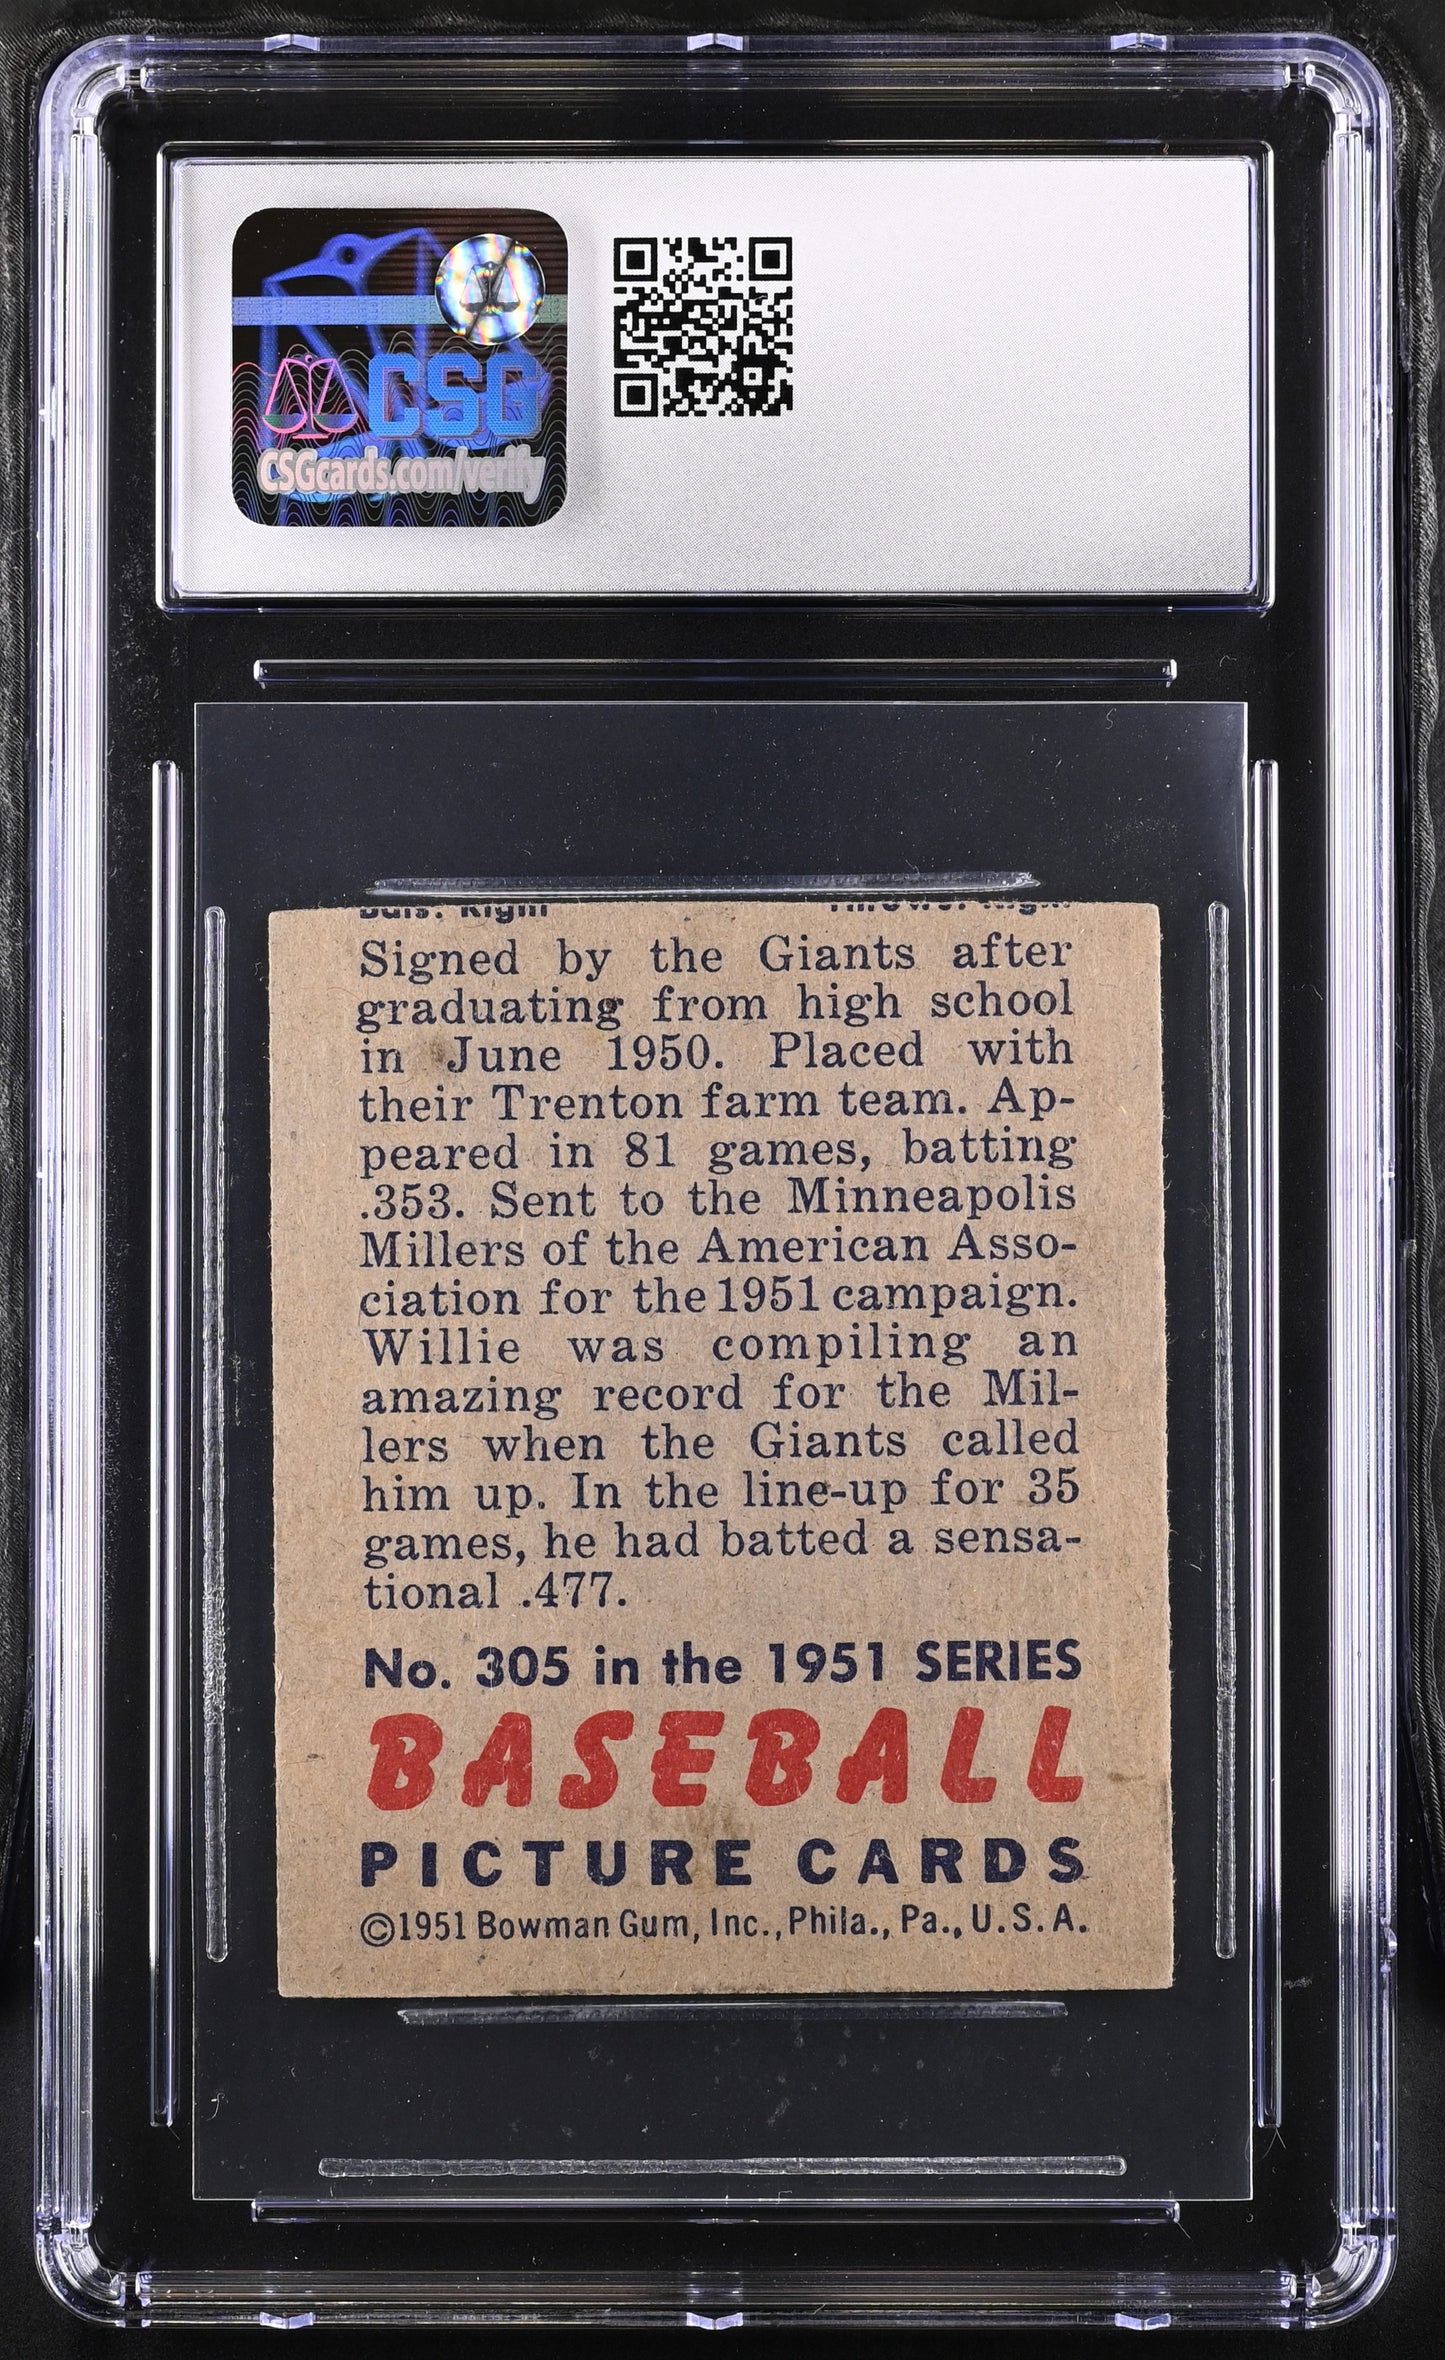 CSG
CSGcards.com/verify
Bats: Right Throws: Right
Signed by the Giants after
graduating from high school
in June 1950. Placed with
their Trenton farm team. Ap-
peared in 81 games, batting
.353. Sent to the Minneapolis
Millers of the American Asso-
ciation for the 1951 campaign.
Willie was compiling an
amazing record for the Mil-
lers when the Giants called
him up. In the line-up for 35
games, he had batted a sensa-
tional .477.
No. 305 in the 1951 SERIES
BASEBALL
PICTURE CARDS
©1951 Bowman Gum, Inc., Phila., Pa., U.S.A.